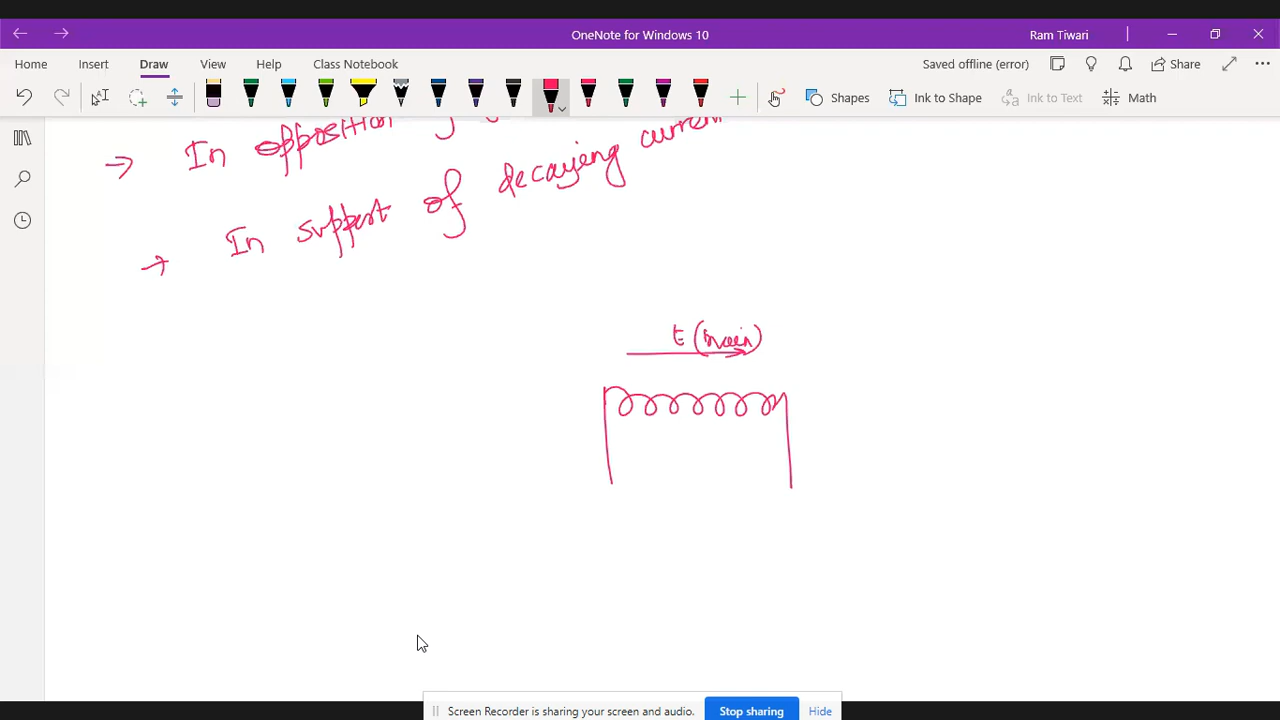 OneNote for Windows 10
Ram Tiwari
Home Insert Draw View Help Class Notebook
Saved offline (error) Share
Shapes Ink to Shape Ink to Text Math
→ In opposition
decayieng current
→ In support of
t (main)
Screen Recorder is sharing your screen and audio. Stop sharing Hide